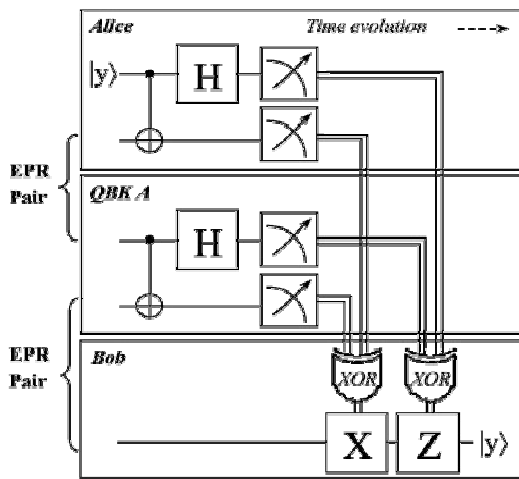 Alice
Time evolution
|y⟩
H
EPR
Pair
QBK A
H
EPR
Pair
Bob
XOR
XOR
X
Z
|y⟩